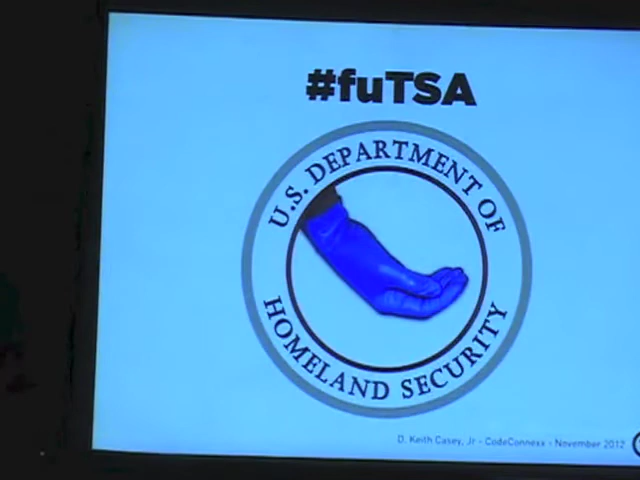 #fuTSA
U.S. DEPARTMENT OF
HOMELAND SECURITY
D. Keith Casey, Jr - CodeConnexx - November 2012